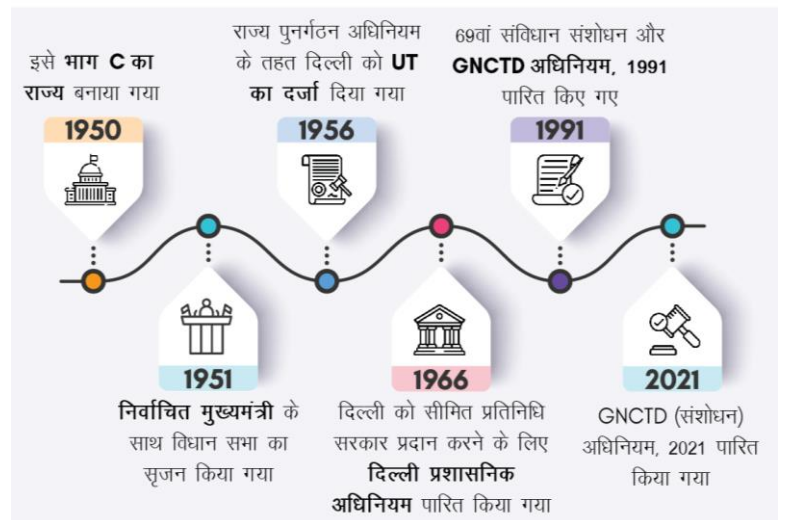 इसे भाग C का
राज्य बनाया गया
1950
निर्वाचित मुख्यमंत्री के
साथ विधान सभा का
सृजन किया गया
1951
राज्य पुनर्गठन अधिनियम
के तहत दिल्ली को UT
का दर्जा दिया गया
1956
1966
दिल्ली को सीमित प्रतिनिधि
सरकार प्रदान करने के लिए
दिल्ली प्रशासनिक
अधिनियम पारित किया गया
69वां संविधान संशोधन और
GNCTD अधिनियम, 1991
पारित किए गए
1991
2021
GNCTD (संशोधन)
अधिनियम, 2021 पारित
किया गया